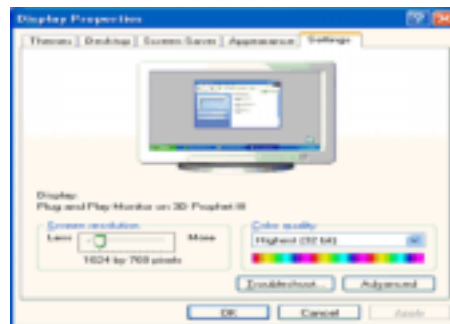 Display Properties
Themes Desktop Screen Saver Appearance Settings
Display:
Plug and Play Monitor on 3D Prophet III
Screen resolution
Less More
1024 by 768 pixels
Color quality
Highest (32 bit)
Troubleshoot... Advanced
OK Cancel Apply